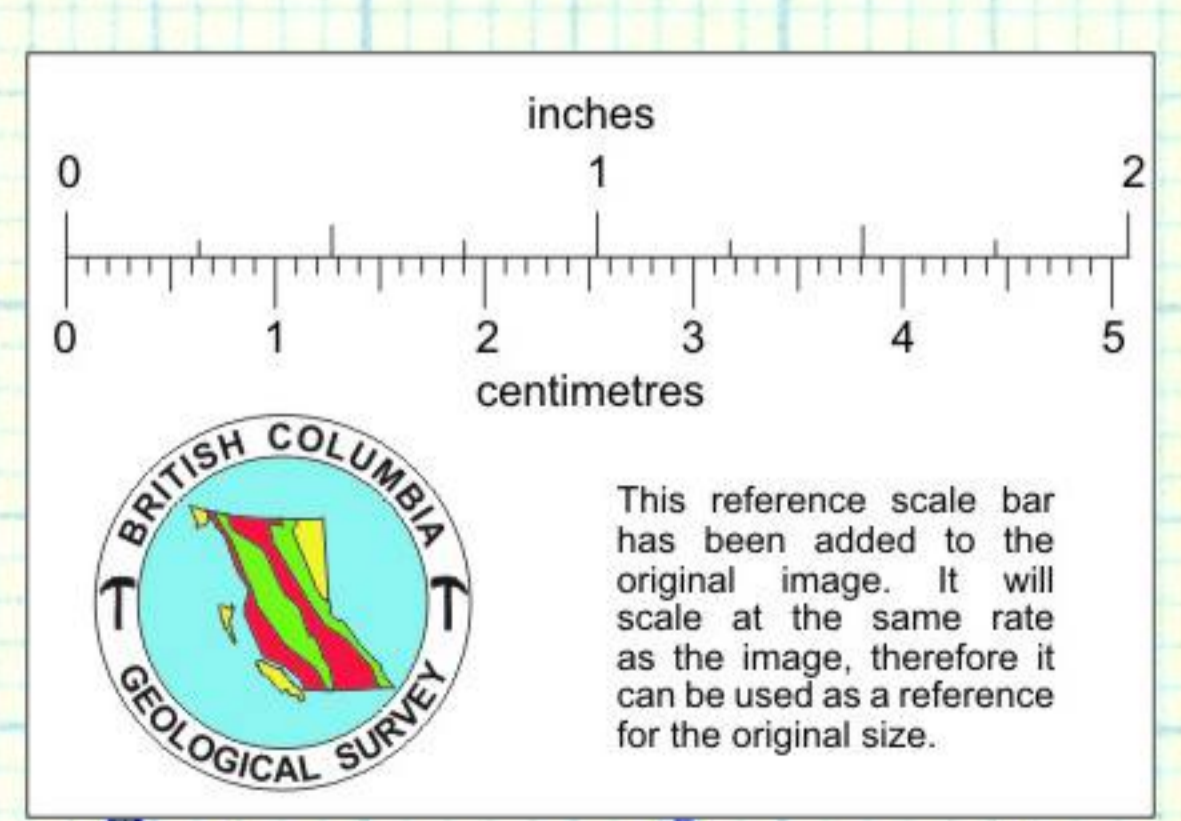 inches
0 1 2
0 1 2 3 4 5
centimetres
BRITISH COLUMBIA
GEOLOGICAL SURVEY
This reference scale bar
has been added to the
original image. It will
scale at the same rate
as the image, therefore it
can be used as a reference
for the original size.